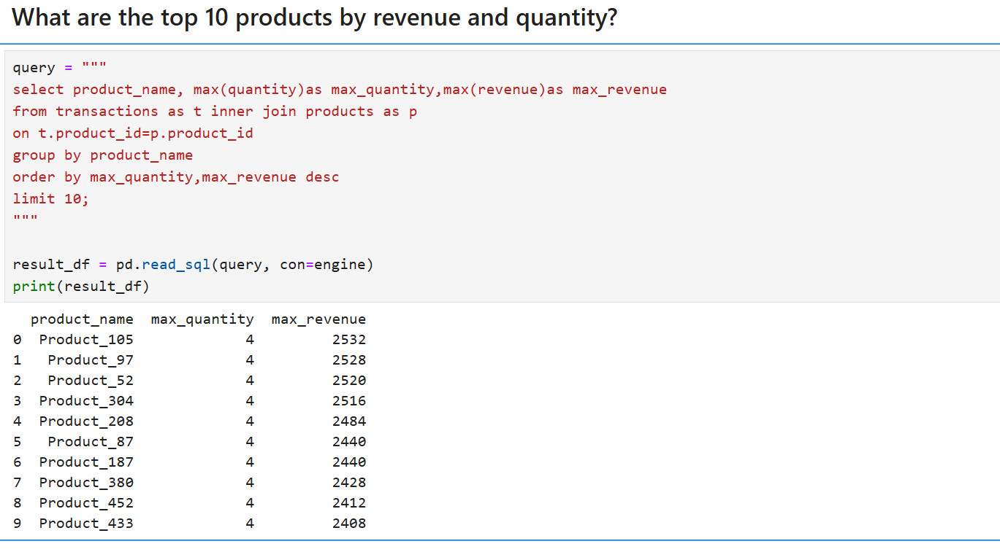 What are the top 10 products by revenue and quantity?
query = """
select product_name, max(quantity)as max_quantity,max(revenue)as max_revenue
from transactions as t inner join products as p
on t.product_id=p.product_id
group by product_name
order by max_quantity,max_revenue desc
limit 10;
"""
result_df = pd.read_sql(query, con=engine)
print(result_df)
product_name max_quantity max_revenue
0 Product_105 4 2532
1 Product_97 4 2528
2 Product_52 4 2520
3 Product_304 4 2516
4 Product_208 4 2484
5 Product_87 4 2440
6 Product_187 4 2440
7 Product_380 4 2428
8 Product_452 4 2412
9 Product_433 4 2408